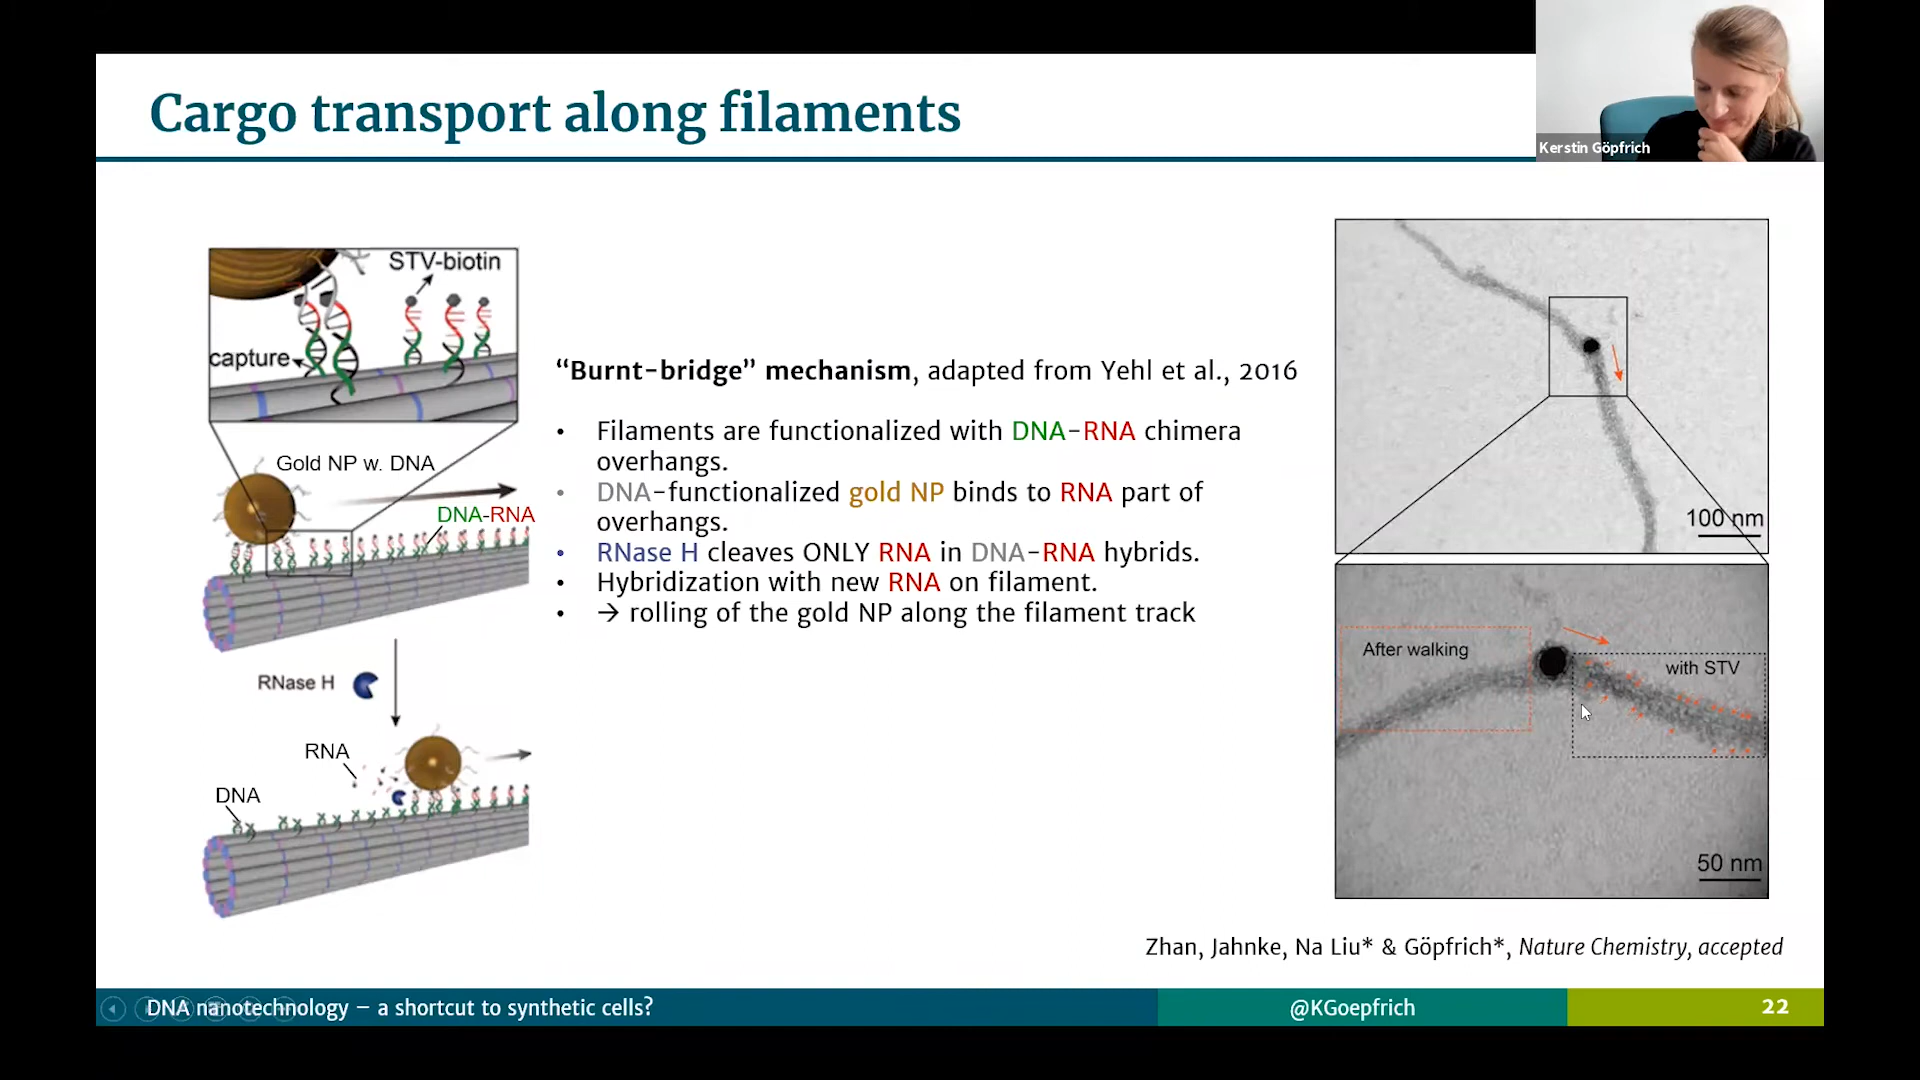 Cargo transport along filaments
Kerstin Göpfrich
STV-biotin
capture
Gold NP w. DNA
DNA-RNA
RNase H
RNA
DNA
“Burnt-bridge” mechanism, adapted from Yehl et al., 2016
• Filaments are functionalized with DNA-RNA chimera
overhangs.
• DNA-functionalized gold NP binds to RNA part of
overhangs.
• RNase H cleaves ONLY RNA in DNA-RNA hybrids.
• Hybridization with new RNA on filament.
• → rolling of the gold NP along the filament track
100 nm
After walking
with STV
50 nm
Zhan, Jahnke, Na Liu* & Göpfrich*, Nature Chemistry, accepted
DNA nanotechnology – a shortcut to synthetic cells?
@KGoepfrich
22